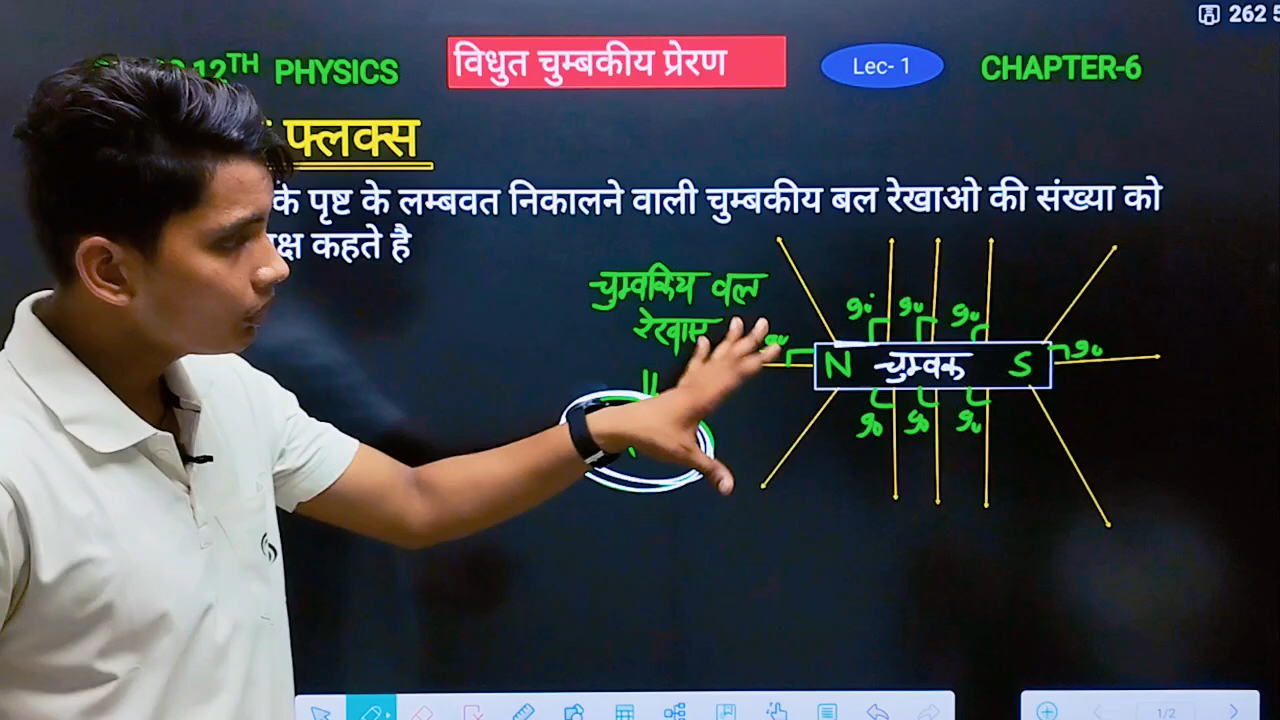 262 5
12TH PHYSICS
विधुत चुम्बकीय प्रेरण
Lec- 1
CHAPTER-6
फ्लक्स
के पृष्ट के लम्बवत निकालने वाली चुम्बकीय बल रेखाओ की संख्या को
कहते है
चुम्बकिय बल
रेखाए
90° 90 90
90
N चुम्बक S
90
90 90 90
1/2